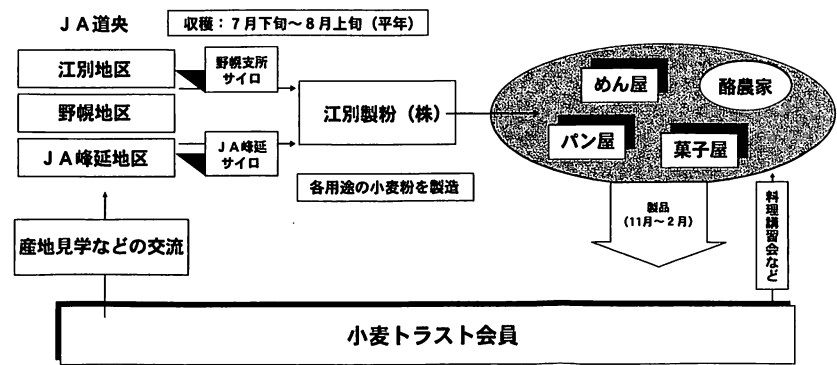 JA道央
収穫:7月下旬~8月上旬(平年)
江別地区
野幌地区
JA峰延地区
野幌支所
サイロ
JA峰延
サイロ
江別製粉(株)
各用途の小麦粉を製造
めん屋
酪農家
パン屋
菓子屋
製品
(11月~2月)
料理講習会など
産地見学などの交流
小麦トラスト会員